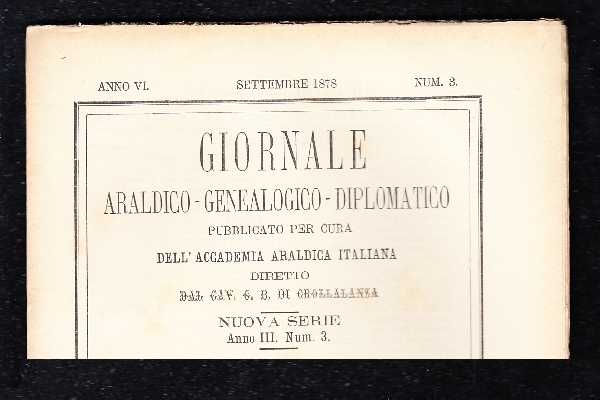 ANNO VI. SETTEMBRE 1878 NUM. 3.
GIORNALE
ARALDICO - GENEALOGICO - DIPLOMATICO
PUBBLICATO PER CURA
DELL' ACCADEMIA ARALDICA ITALIANA
DIRETTO
DAL CAV. G. B. DI CROLLALANZA
NUOVA SERIE
Anno III. Num. 3.